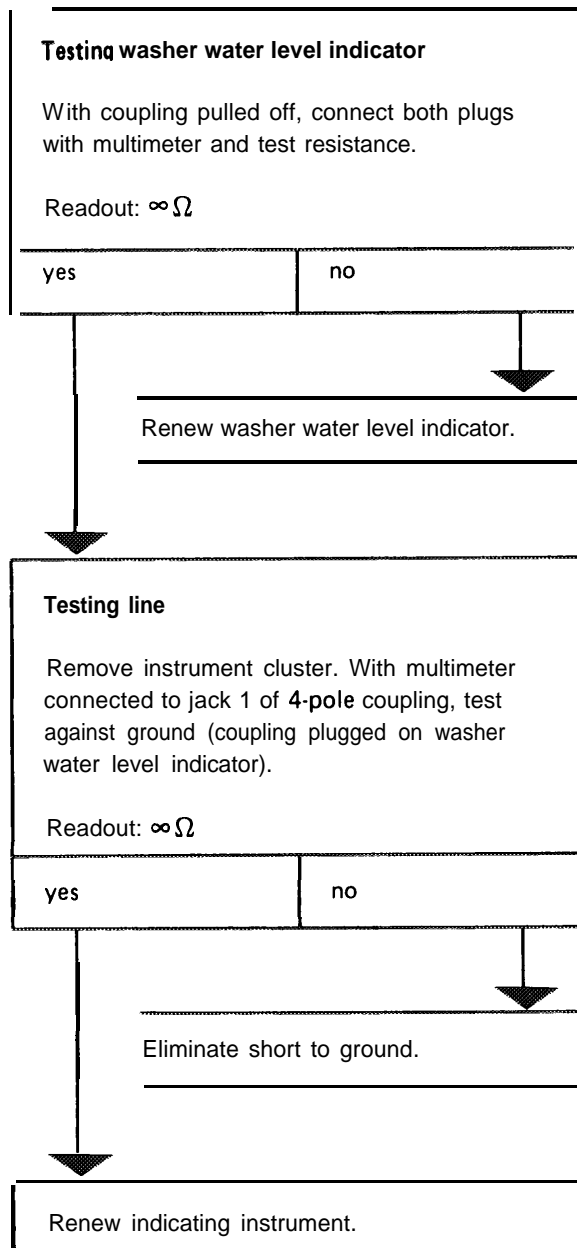 Testing washer water level indicator
With coupling pulled off, connect both plugs
with multimeter and test resistance.
Readout: ∞ Ω
yes
no
Renew washer water level indicator.
Testing line
Remove instrument cluster. With multimeter
connected to jack 1 of 4-pole coupling, test
against ground (coupling plugged on washer
water level indicator).
Readout: ∞ Ω
yes
no
Eliminate short to ground.
Renew indicating instrument.